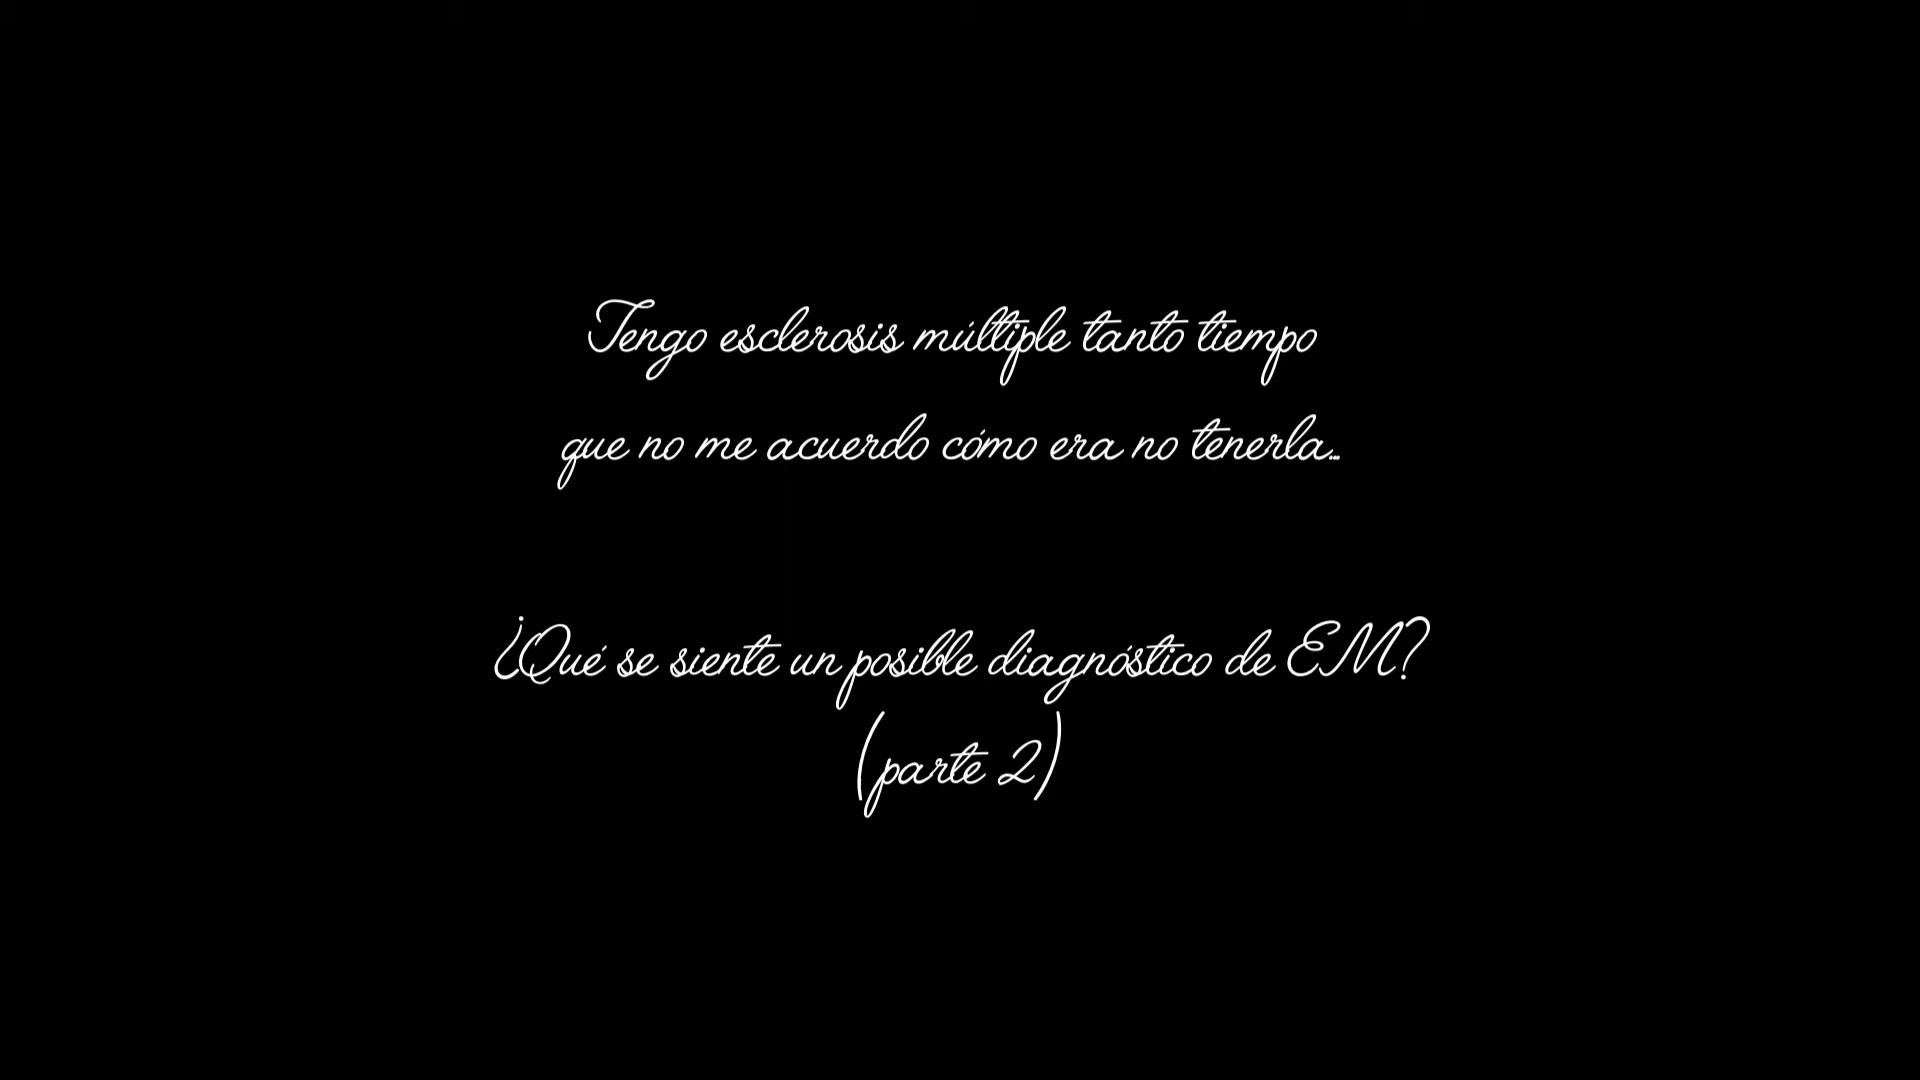 Tengo esclerosis múltiple tanto tiempo
que no me acuerdo cómo era no tenerla...
¿Qué se siente un posible diagnóstico de EM?
(parte 2)